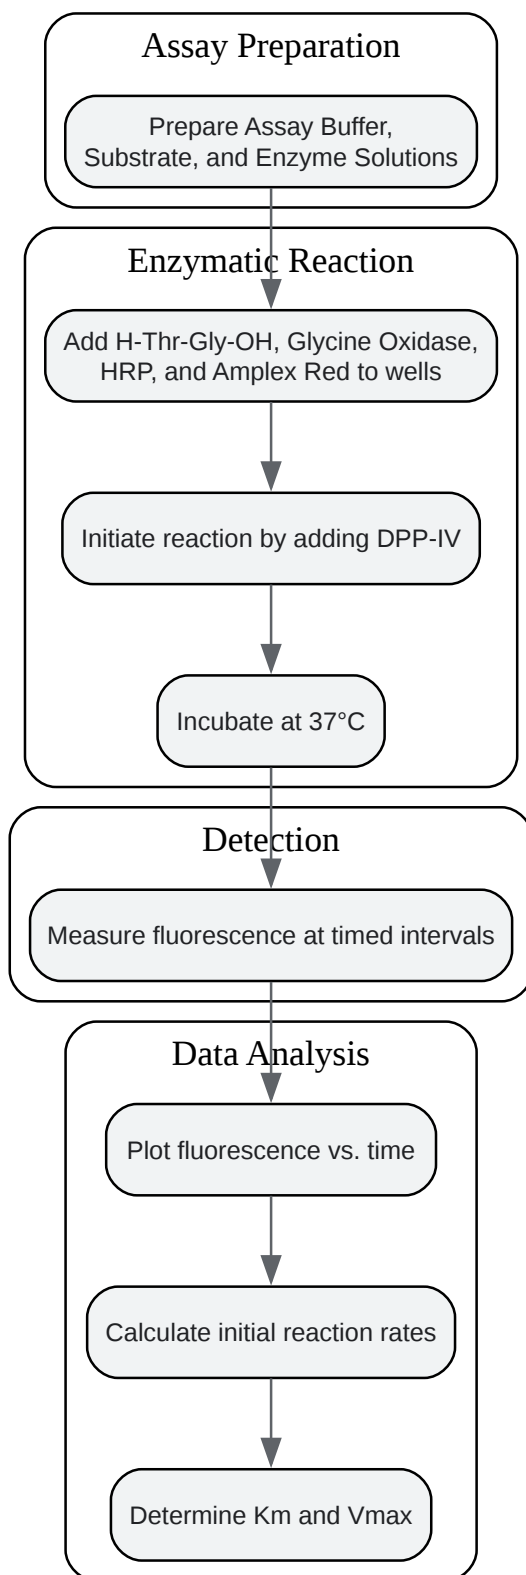 Assay Preparation
Prepare Assay Buffer,
Substrate, and Enzyme Solutions
Enzymatic Reaction
Add H-Thr-Gly-OH, Glycine Oxidase,
HRP, and Amplex Red to wells
Initiate reaction by adding DPP-IV
Incubate at 37°C
Detection
Measure fluorescence at timed intervals
Data Analysis
Plot fluorescence vs. time
Calculate initial reaction rates
Determine Km and Vmax